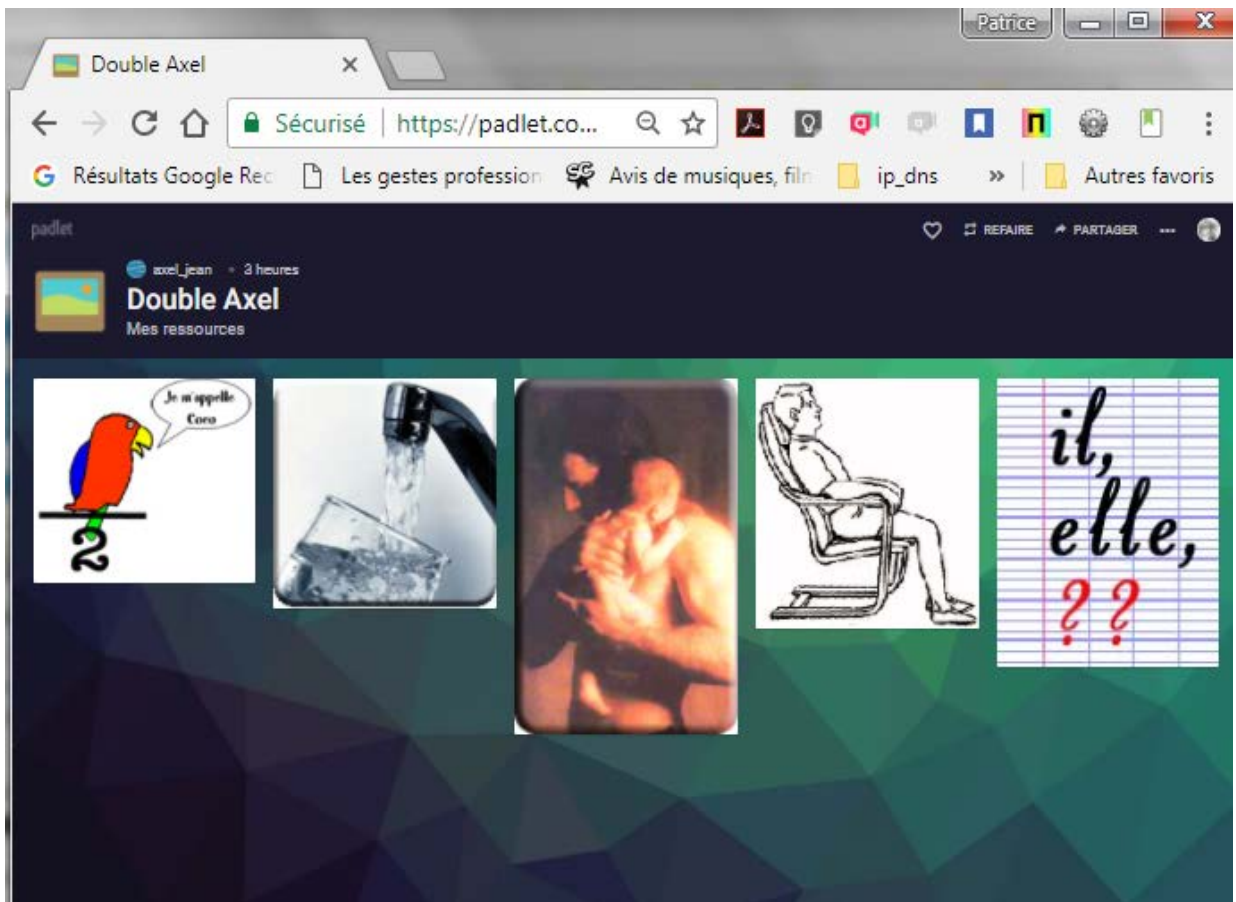 Patrice
Double Axel
Sécurisé | https://padlet.co...
Résultats Google Rec
Les gestes profession
Avis de musiques, film
ip_dns
»
Autres favoris
padlet
REFAIRE
PARTAGER
axel_jean • 3 heures
Double Axel
Mes ressources
Je m'appelle
Coco
2
il,
elle,
??